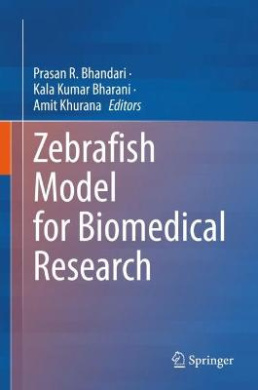 Prasan R. Bhandari ·
Kala Kumar Bharani ·
Amit Khurana Editors
Zebrafish
Model
for Biomedical
Research
Springer